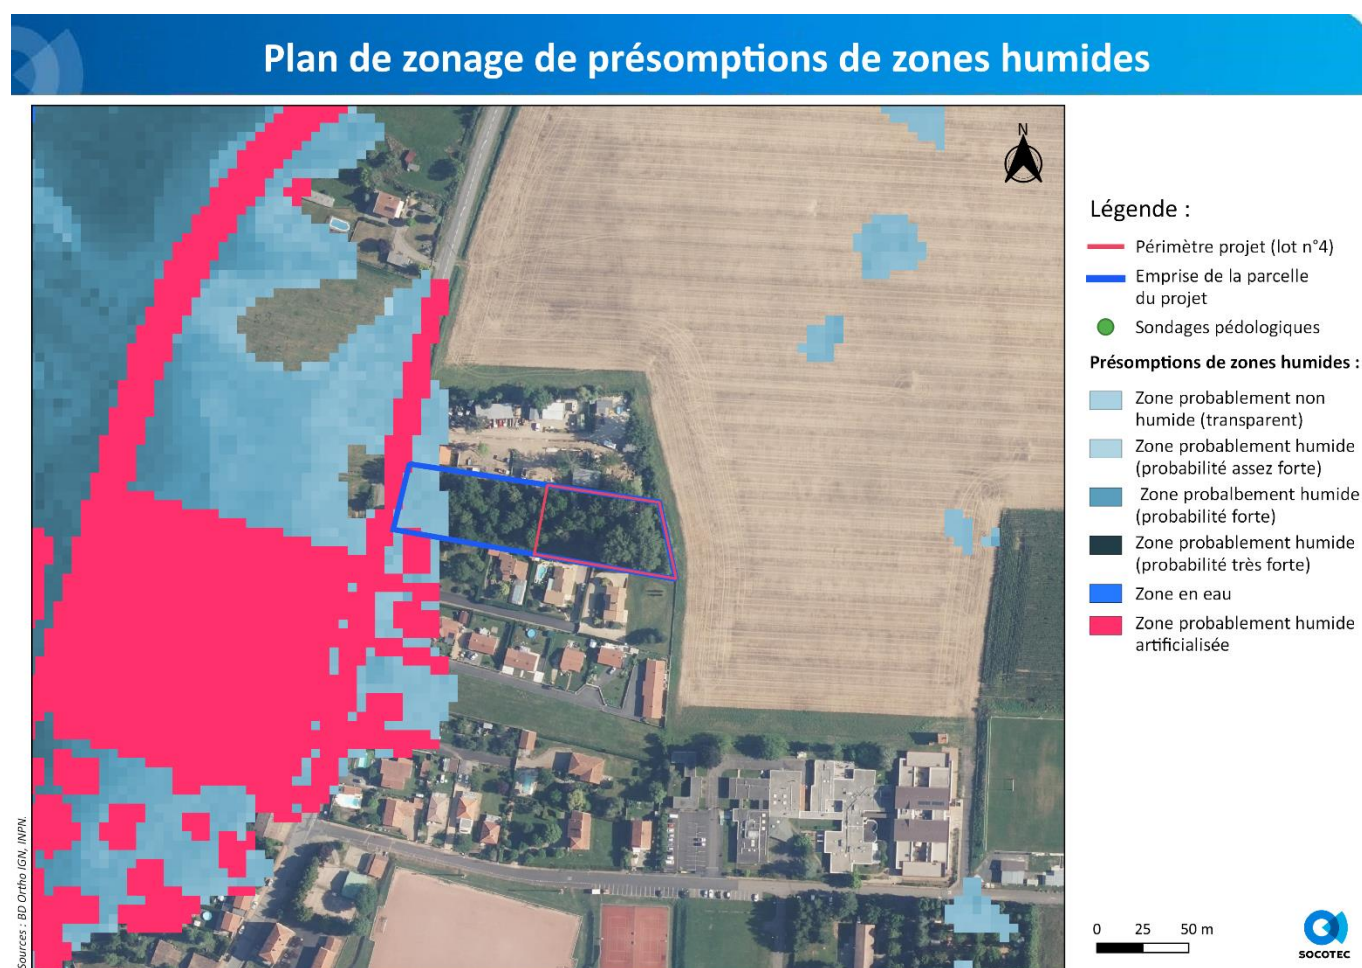 Plan de zonage de présomptions de zones humides
N
Légende :
Périmètre projet (lot n°4)
Emprise de la parcelle
du projet
Sondages pédologiques
Présomptions de zones humides :
Zone probablement non
humide (transparent)
Zone probablement humide
(probabilité assez forte)
Zone probalbement humide
(probabilité forte)
Zone probablement humide
(probabilité très forte)
Zone en eau
Zone probablement humide
artificialisée
Sources : BD Ortho IGN, INPN.
0 25 50 m
SOCOTEC